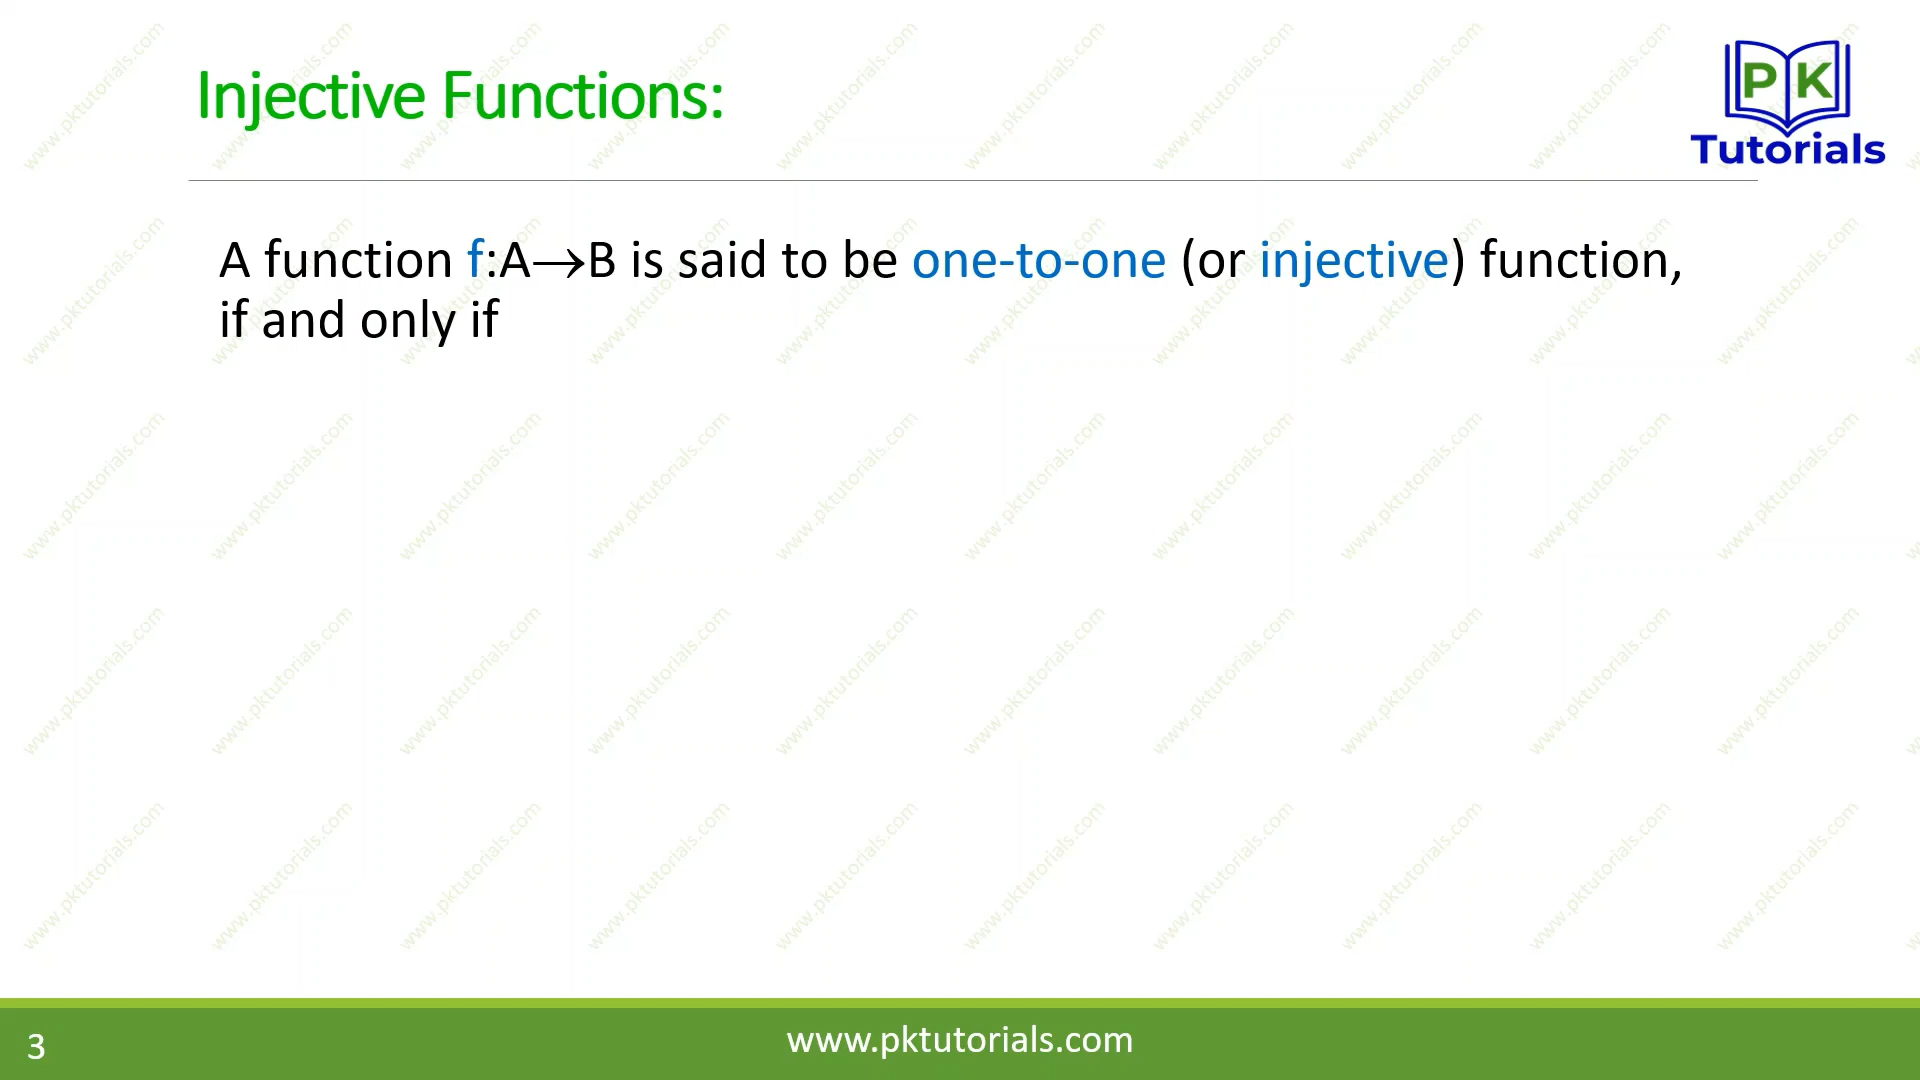 Injective Functions:
PK
Tutorials
A function f:A→B is said to be one-to-one (or injective) function,
if and only if
3
www.pktutorials.com